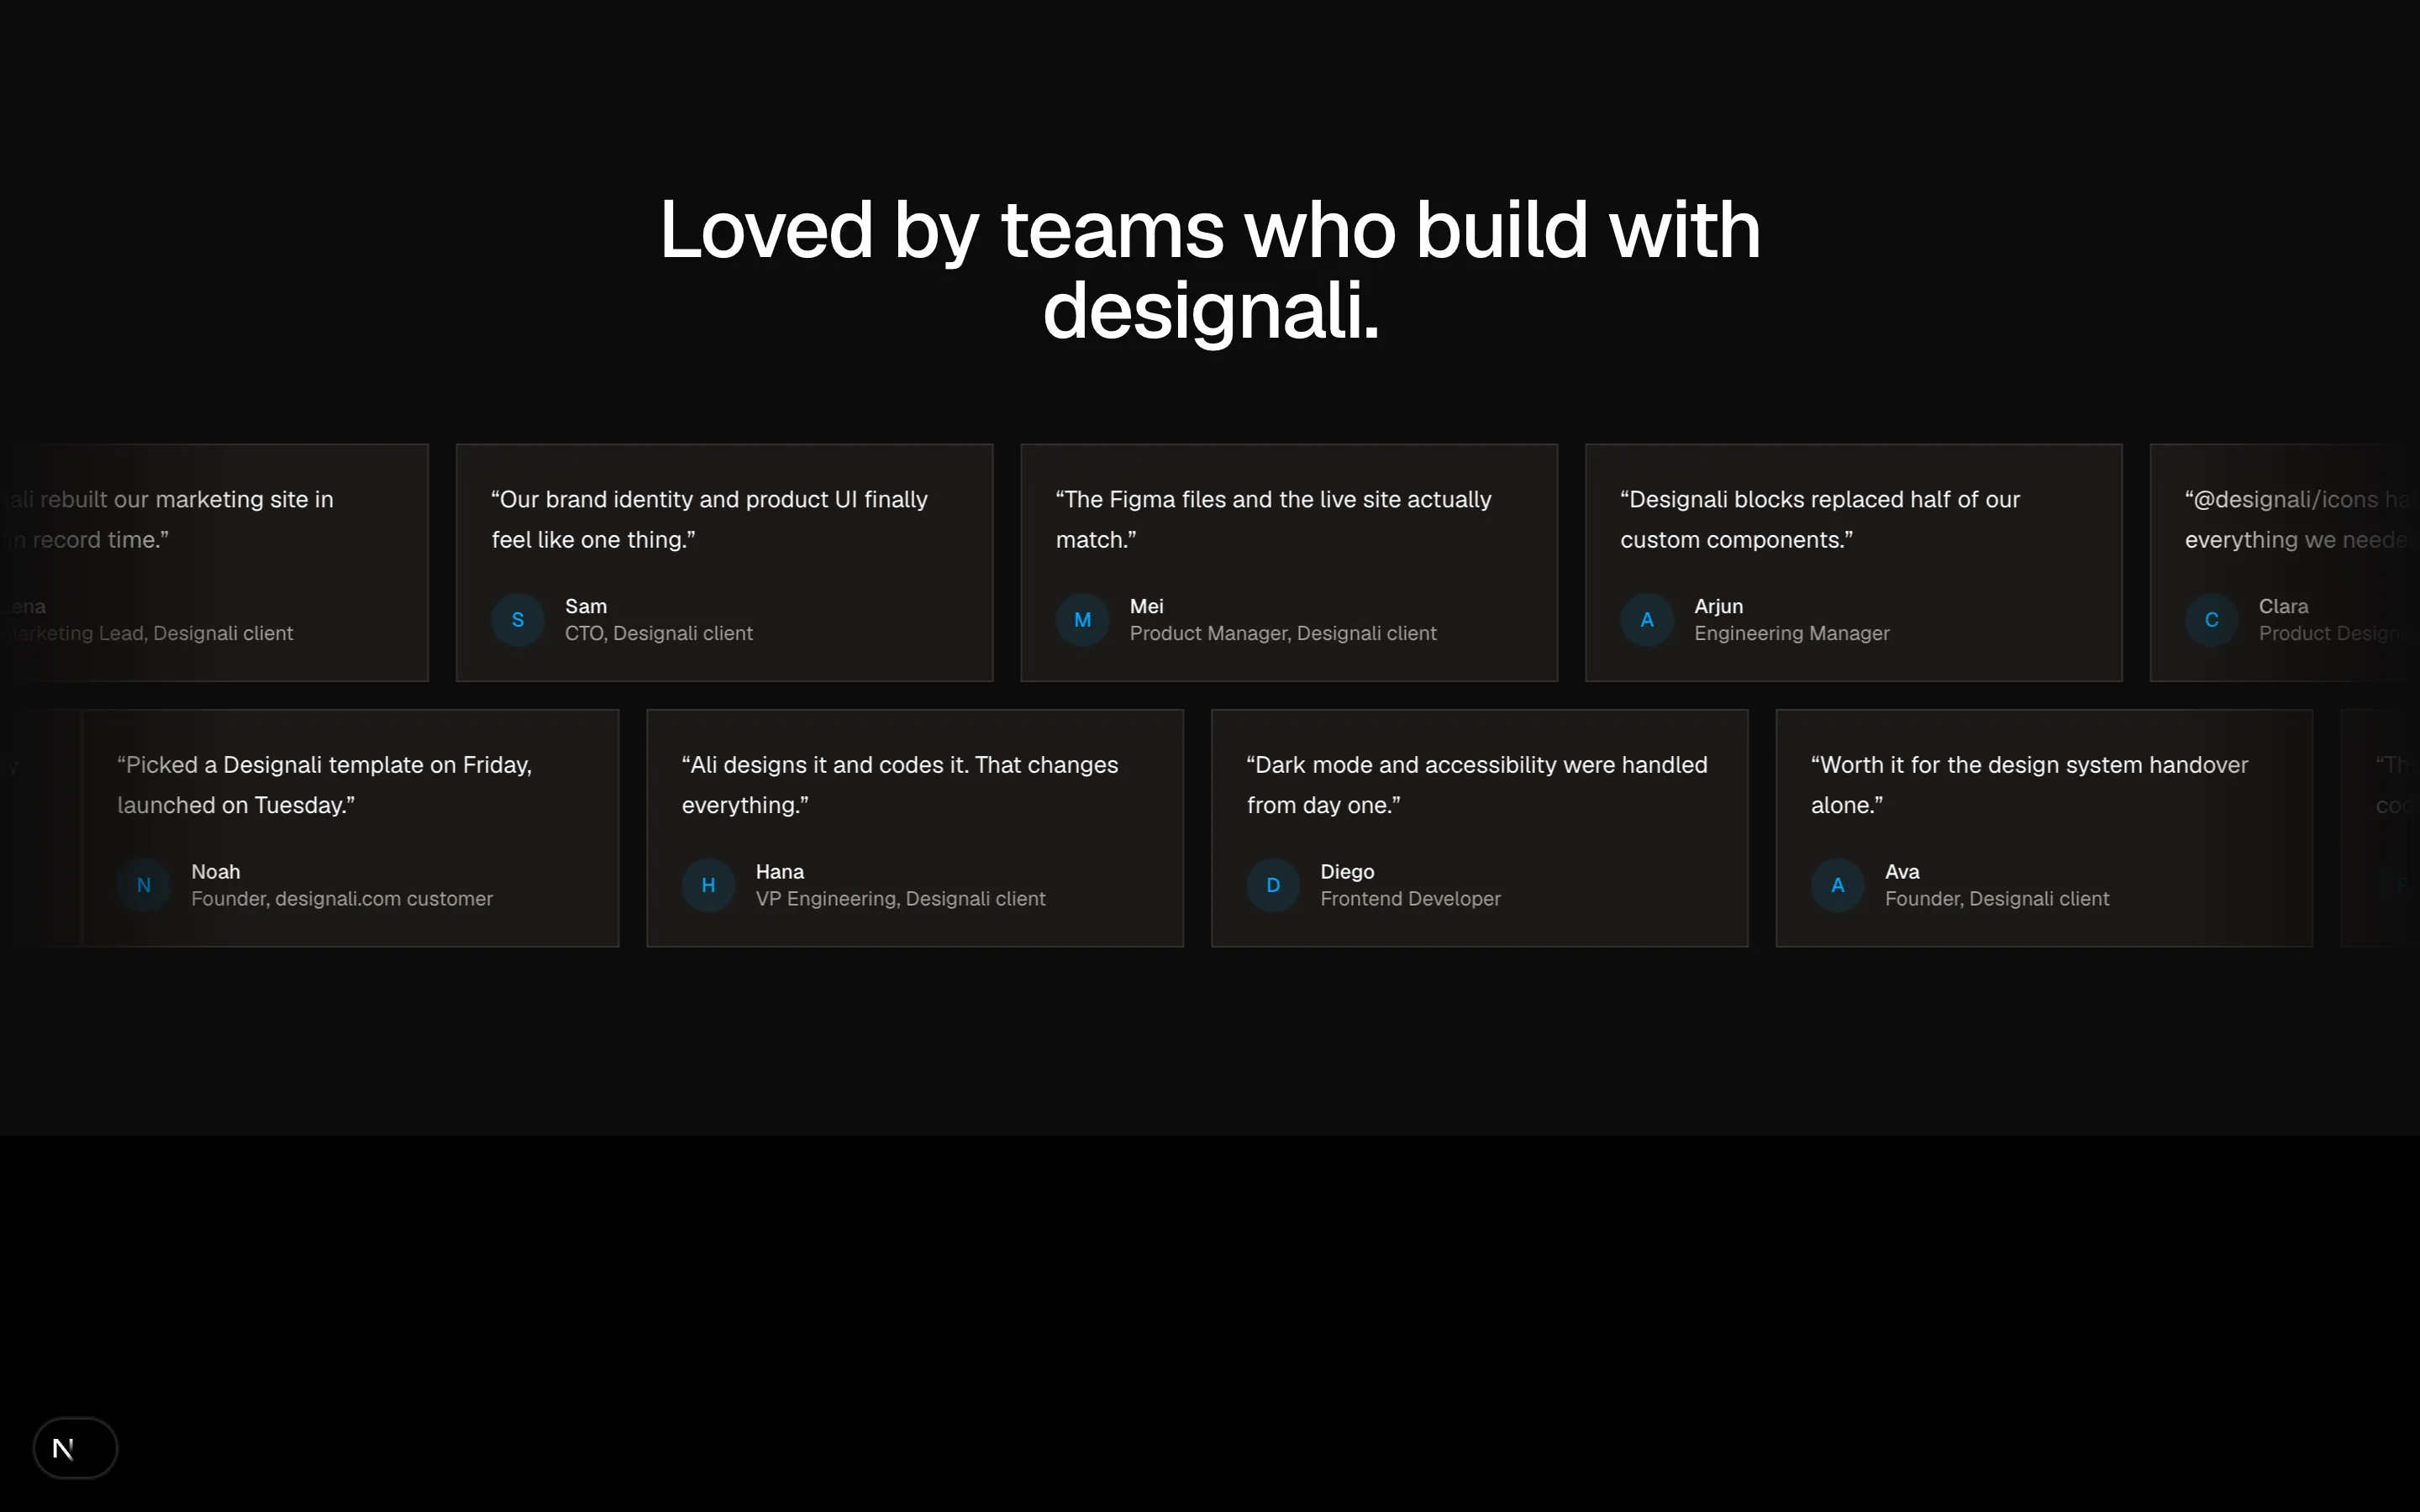 Loved by teams who build with
designali.
ali rebuilt our marketing site in
in record time.”
Lena
Marketing Lead, Designali client
“Our brand identity and product UI finally
feel like one thing.”
S
Sam
CTO, Designali client
“The Figma files and the live site actually
match.”
M
Mei
Product Manager, Designali client
“Designali blocks replaced half of our
custom components.”
A
Arjun
Engineering Manager
“@designali/icons
everything we
C
Clara
Product
y
“Picked a Designali template on Friday,
launched on Tuesday.”
N
Noah
Founder, designali.com customer
“Ali designs it and codes it. That changes
everything.”
H
Hana
VP Engineering, Designali client
“Dark mode and accessibility were handled
from day one.”
D
Diego
Frontend Developer
“Worth it for the design system handover
alone.”
A
Ava
Founder, Designali client
F
N